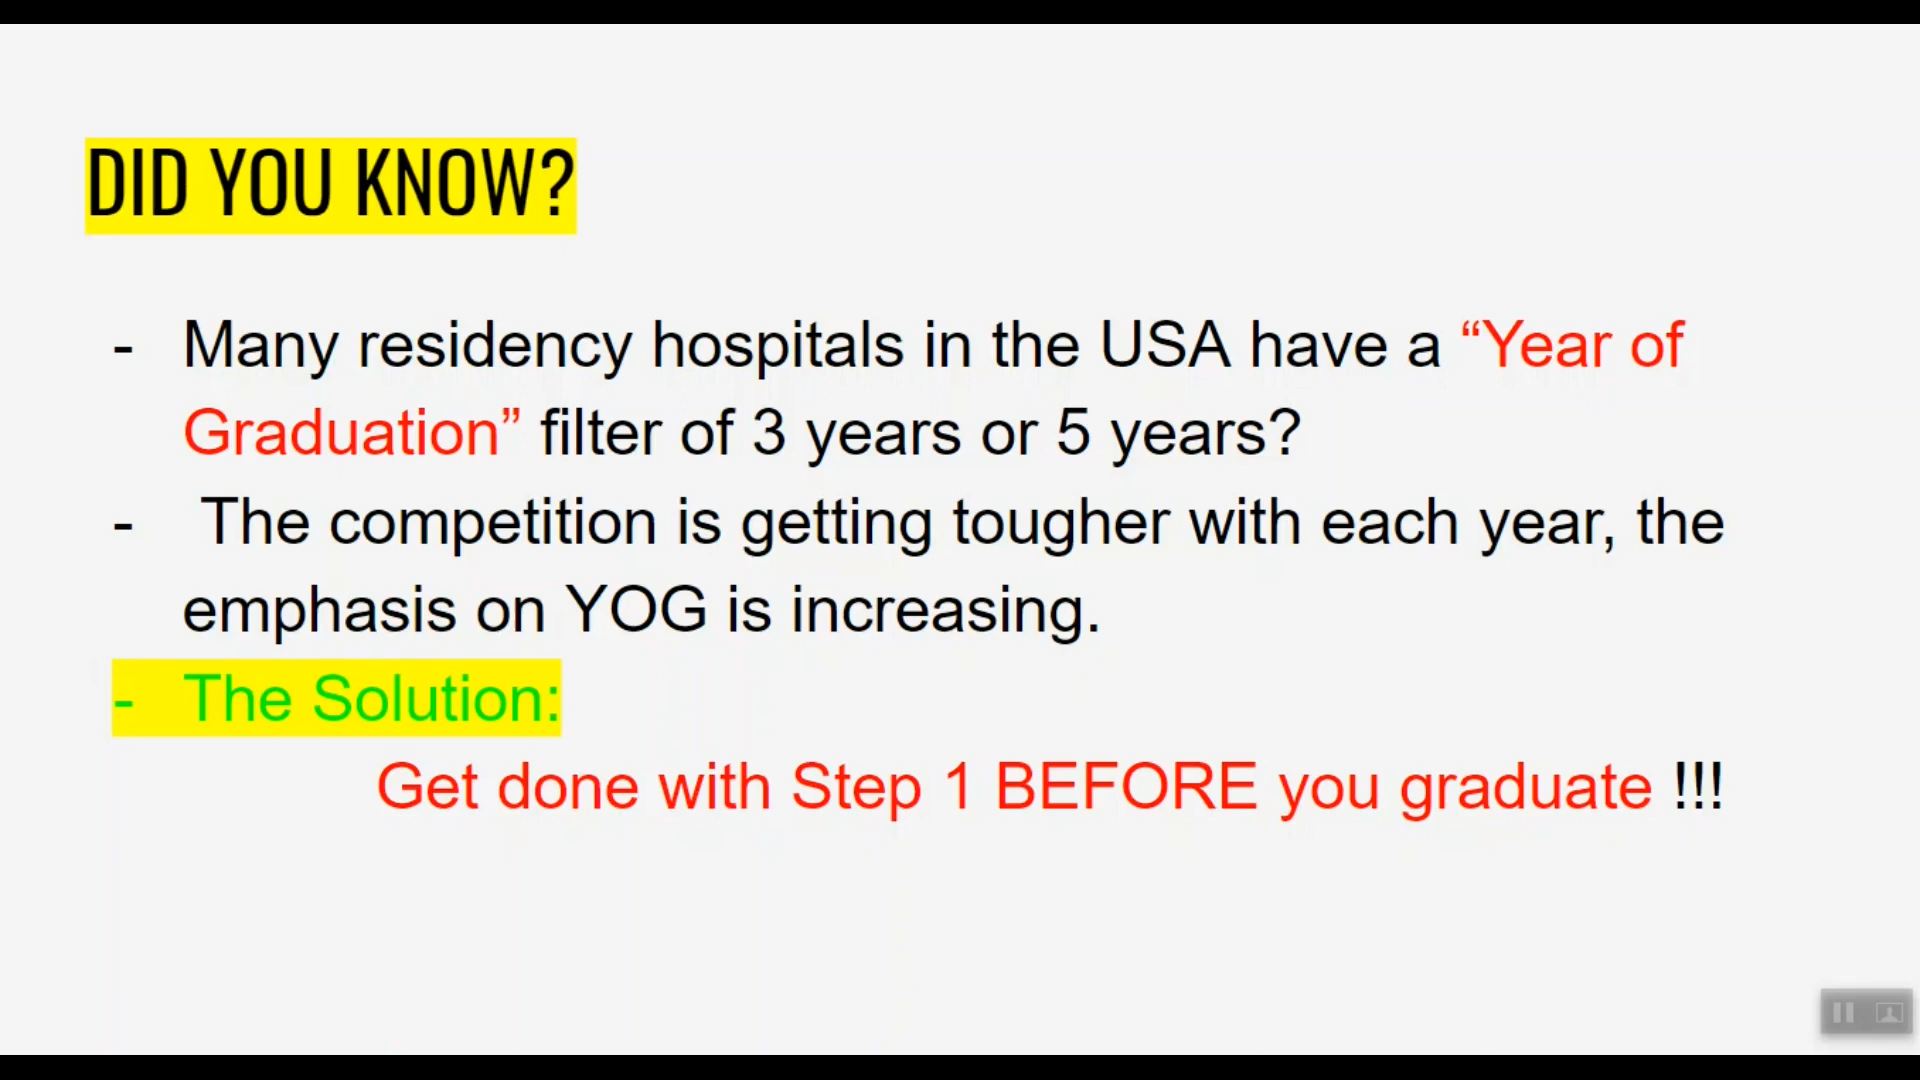 DID YOU KNOW?
- Many residency hospitals in the USA have a “Year of
Graduation” filter of 3 years or 5 years?
- The competition is getting tougher with each year, the
emphasis on YOG is increasing.
- The Solution:
Get done with Step 1 BEFORE you graduate !!!